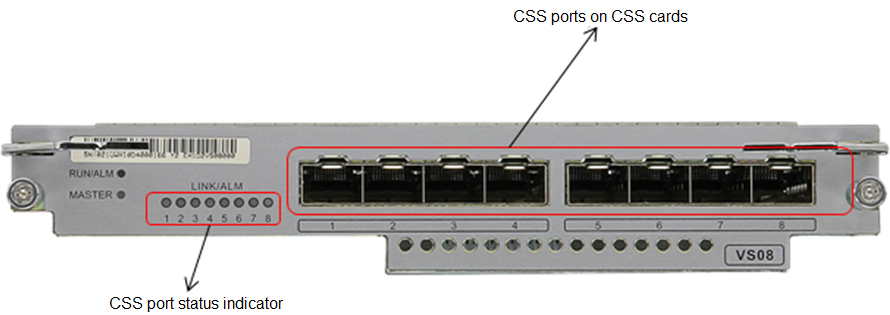 CSS ports on CSS cards
RUN/ALM
MASTER
LINK/ALM
1 2 3 4 5 6 7 8
1 2 3 4 5 6 7 8
VS08
CSS port status indicator